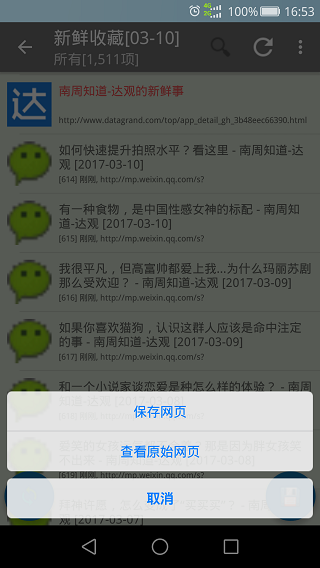 100% 16:53
新鲜收藏[03-10]
所有[1,511项]
达
南周知道-达观的新鲜事
http://www.datagrand.com/top/app_detail_gh_3b48eec66390.html
如何快速提升拍照水平？看这里 - 南周知道-达
观 [2017-03-10]
[614] 刚刚, http://mp.weixin.qq.com/s?
有一种食物，是中国性感女神的标配 - 南周知
道-达观 [2017-03-10]
[615] 刚刚, http://mp.weixin.qq.com/s?
我很平凡，但高富帅都爱上我...为什么玛丽苏剧
那么受欢迎？ - 南周知道-达观 [2017-03-09]
[616] 刚刚, http://mp.weixin.qq.com/s?
如果你喜欢猫狗，认识这群人应该是命中注定
的事 - 南周知道-达观 [2017-03-09]
[617] 刚刚, http://mp.weixin.qq.com/s?
和一个小说家谈恋爱是种怎么样的体验？ - 南
保存网页
查看原始网页
取消
观 [2017-03-07]